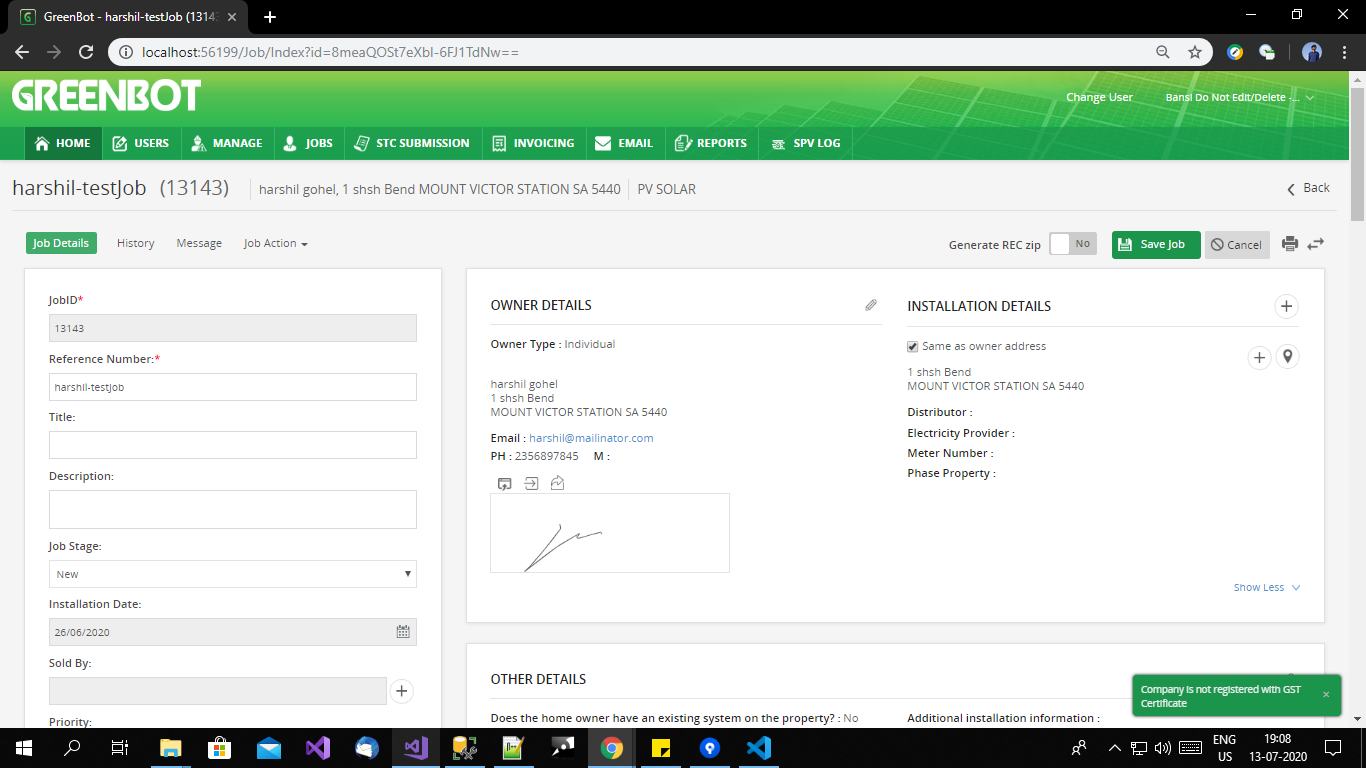 GreenBot - harshil-testJob (1314
localhost:56199/Job/Index?id=8meaQOSt7eXbI-6FJ1TdNw==
GREENBOT
Change User
Bansi Do Not Edit/Delete -...
HOME
USERS
MANAGE
JOBS
STC SUBMISSION
INVOICING
EMAIL
REPORTS
SPV LOG
harshil-testJob (13143)
harshil gohel, 1 shsh Bend MOUNT VICTOR STATION SA 5440
PV SOLAR
Back
Job Details
History
Message
Job Action
Generate REC zip
No
Save Job
Cancel
JobID*
13143
Reference Number:*
harshil-testJob
Title:
Description:
Job Stage:
New
Installation Date:
26/06/2020
Sold By:
Priority:
OWNER DETAILS
Owner Type : Individual
harshil gohel
1 shsh Bend
MOUNT VICTOR STATION SA 5440
Email : harshil@mailinator.com
PH : 2356897845 M :
INSTALLATION DETAILS
Same as owner address
1 shsh Bend
MOUNT VICTOR STATION SA 5440
Distributor :
Electricity Provider :
Meter Number :
Phase Property :
Show Less
OTHER DETAILS
Does the home owner have an existing system on the property? : No
Additional installation information :
Company is not registered with GST
Certificate
ENG
US
19:08
13-07-2020